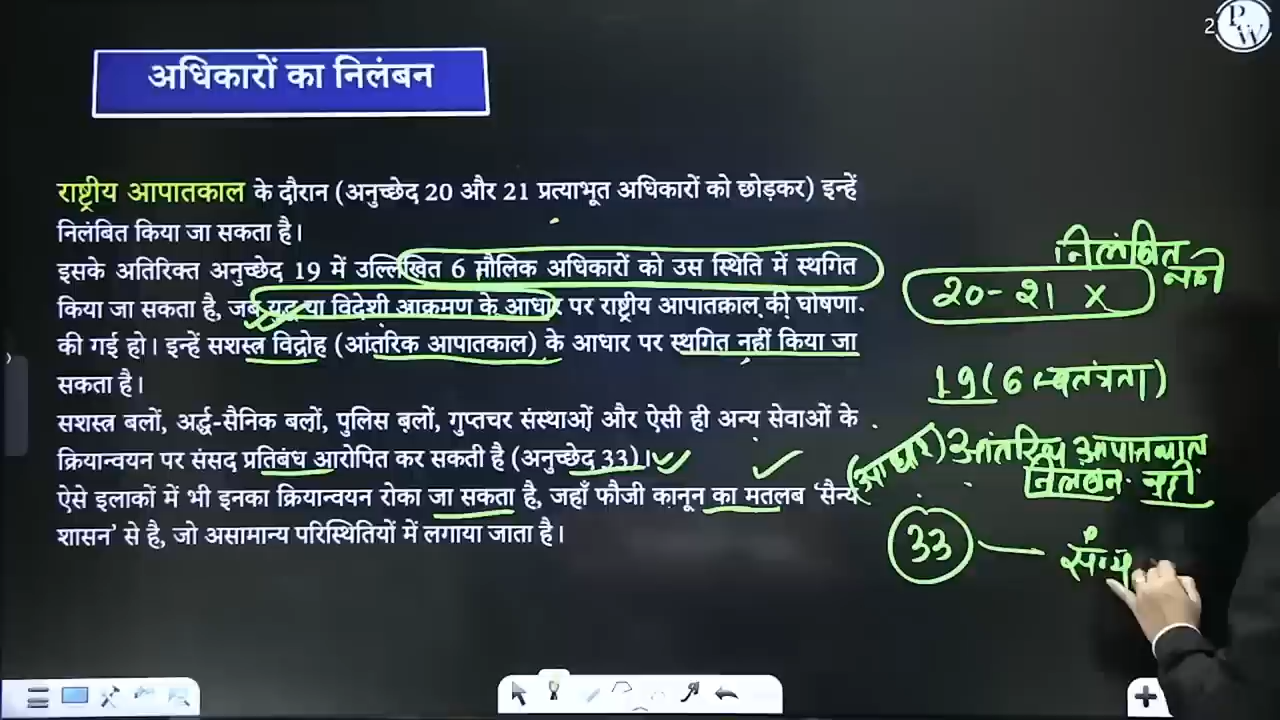 2
PW
अधिकारों का निलंबन
राष्ट्रीय आपातकाल के दौरान (अनुच्छेद 20 और 21 प्रत्याभूत अधिकारों को छोड़कर) इन्हें
निलंबित किया जा सकता है।
इसके अतिरिक्त अनुच्छेद 19 में उल्लिखित 6 मौलिक अधिकारों को उस स्थिति में स्थगित
किया जा सकता है, जब युद्ध या विदेशी आक्रमण के आधार पर राष्ट्रीय आपातकाल की घोषणा
की गई हो। इन्हें सशस्त्र विद्रोह (आंतरिक आपातकाल) के आधार पर स्थगित नहीं किया जा
सकता है।
सशस्त्र बलों, अर्द्ध-सैनिक बलों, पुलिस बलों, गुप्तचर संस्थाओं और ऐसी ही अन्य सेवाओं के
क्रियान्वयन पर संसद प्रतिबंध आरोपित कर सकती है (अनुच्छेद 33)।
ऐसे इलाकों में भी इनका क्रियान्वयन रोका जा सकता है, जहाँ फौजी कानून का मतलब ‘सैन्य
शासन’ से है, जो असामान्य परिस्थितियों में लगाया जाता है।
निलंबित
नही
20-21 X
19 (6 स्वतंत्रता)
(आधार) आंतरिक आपातकाल
निलंबन नही
33 — सैन्य